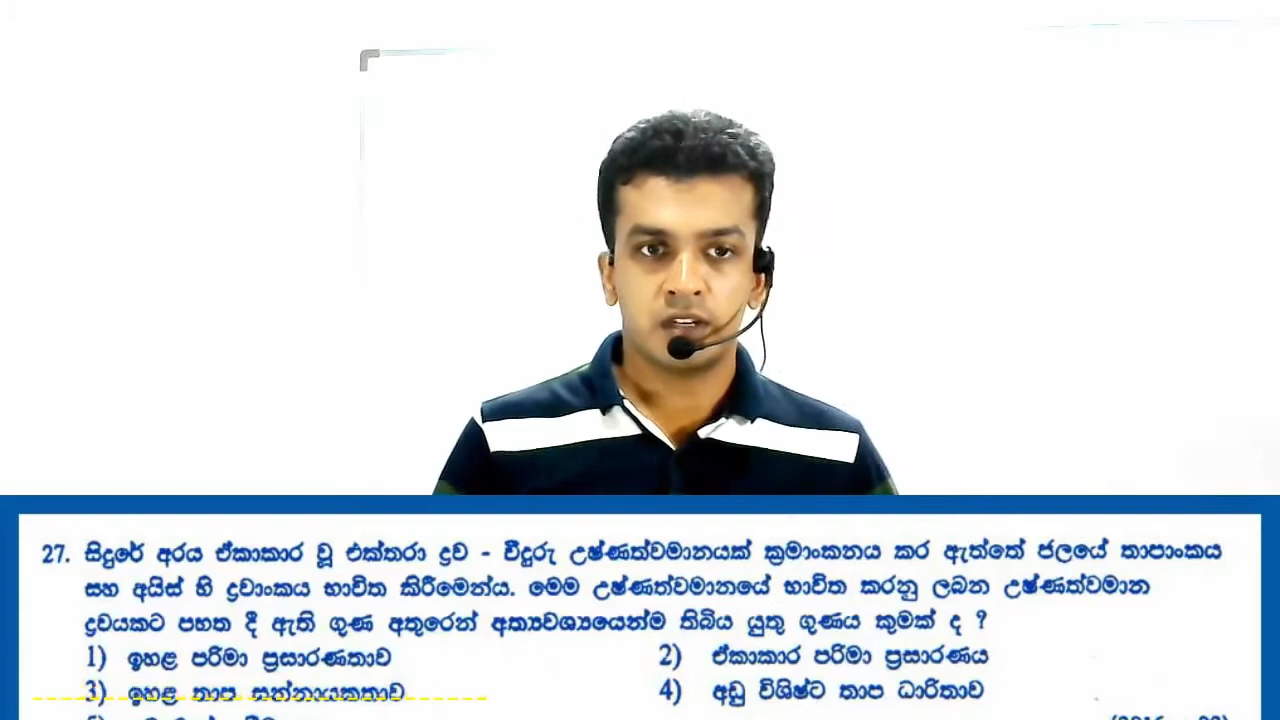 27. සිදුරේ අරය ඒකාකාර වූ එක්තරා ද්‍රව - වීදුරු උෂ්ණත්වමානයක් ක්‍රමාංකනය කර ඇත්තේ ජලයේ තාපාංකය
සහ අයිස් හි ද්‍රවාංකය භාවිත කිරීමෙන්ය. මෙම උෂ්ණත්වමානයේ භාවිත කරනු ලබන උෂ්ණත්වමාන
ද්‍රවයකට පහත දී ඇති ගුණ අතුරෙන් අත්‍යවශ්‍යයෙන්ම තිබිය යුතු ගුණය කුමක් ද ?
1) ඉහළ පරිමා ප්‍රසාරණතාව 2) ඒකාකාර පරිමා ප්‍රසාරණය
3) ඉහළ තාප සන්නායකතාව 4) අඩු විශිෂ්ට තාප ධාරිතාව